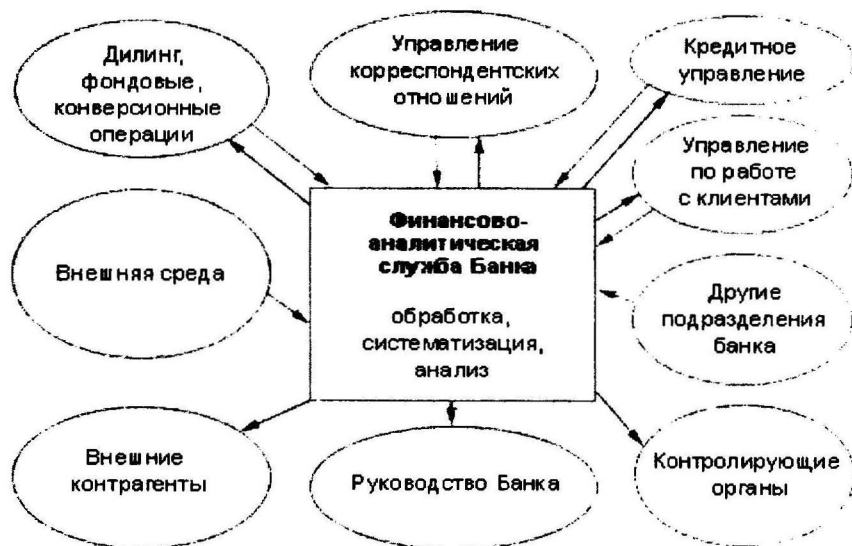 Дилинг,
фондовые,
конверсионные
операции
Управление
корреспондентских
отношений
Кредитное
управление
Управление
по работе
с клиентами
Финансово-
аналитическая
служба Банка
обработка,
систематизация,
анализ
Внешняя среда
Другие
подразделения
банка
Внешние
контрагенты
Руководство Банка
Контролирующие
органы